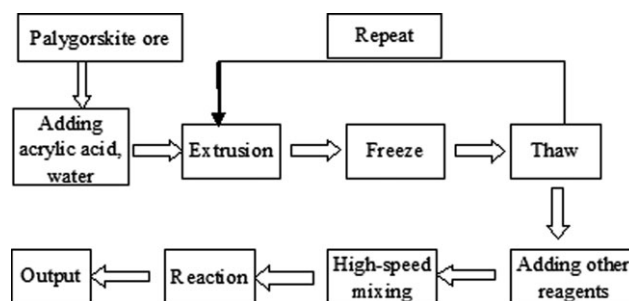 Palygorskite ore
Repeat
Adding
acrylic acid,
water
Extrusion
Freeze
Thaw
Output
Reaction
High-speed
mixing
Adding other
reagents